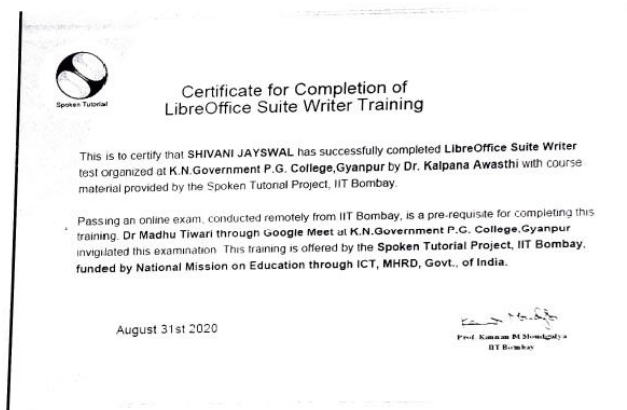 Spoken Tutorial
Certificate for Completion of
LibreOffice Suite Writer Training
This is to certify that SHIVANI JAYSWAL has successfully completed LibreOffice Suite Writer
test organized at K.N.Government P.G. College,Gyanpur by Dr. Kalpana Awasthi with course
material provided by the Spoken Tutorial Project, IIT Bombay.
Passing an online exam, conducted remotely from IIT Bombay, is a pre-requisite for completing this
training. Dr Madhu Tiwari through Google Meet at K.N.Government P.G. College,Gyanpur
invigilated this examination. This training is offered by the Spoken Tutorial Project, IIT Bombay,
funded by National Mission on Education through ICT, MHRD, Govt., of India.
August 31st 2020
Prof. Kannan M Moudgalya
IIT Bombay